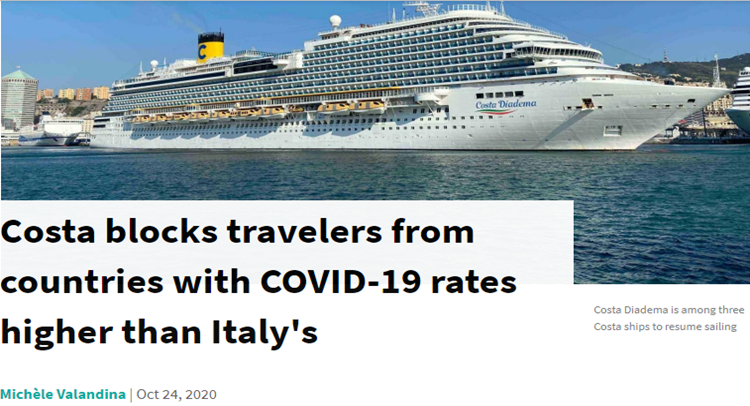 C
Costa Diadema
Costa blocks travelers from
countries with COVID-19 rates
higher than Italy's
Costa Diadema is among three
Costa ships to resume sailing
Michèle Valandina | Oct 24, 2020